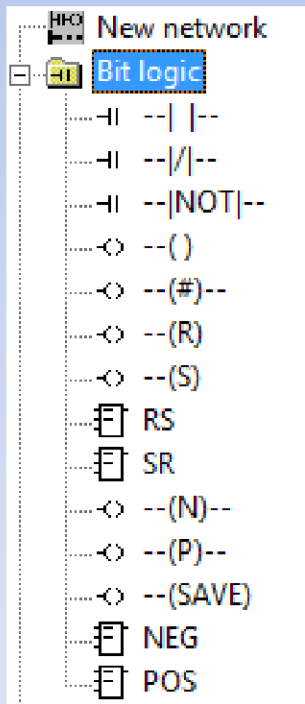 New network
Bit logic
--| |--
--|/|--
--|NOT|--
--( )
--(#)--
--(R)
--(S)
RS
SR
--(N)--
--(P)--
--(SAVE)
NEG
POS